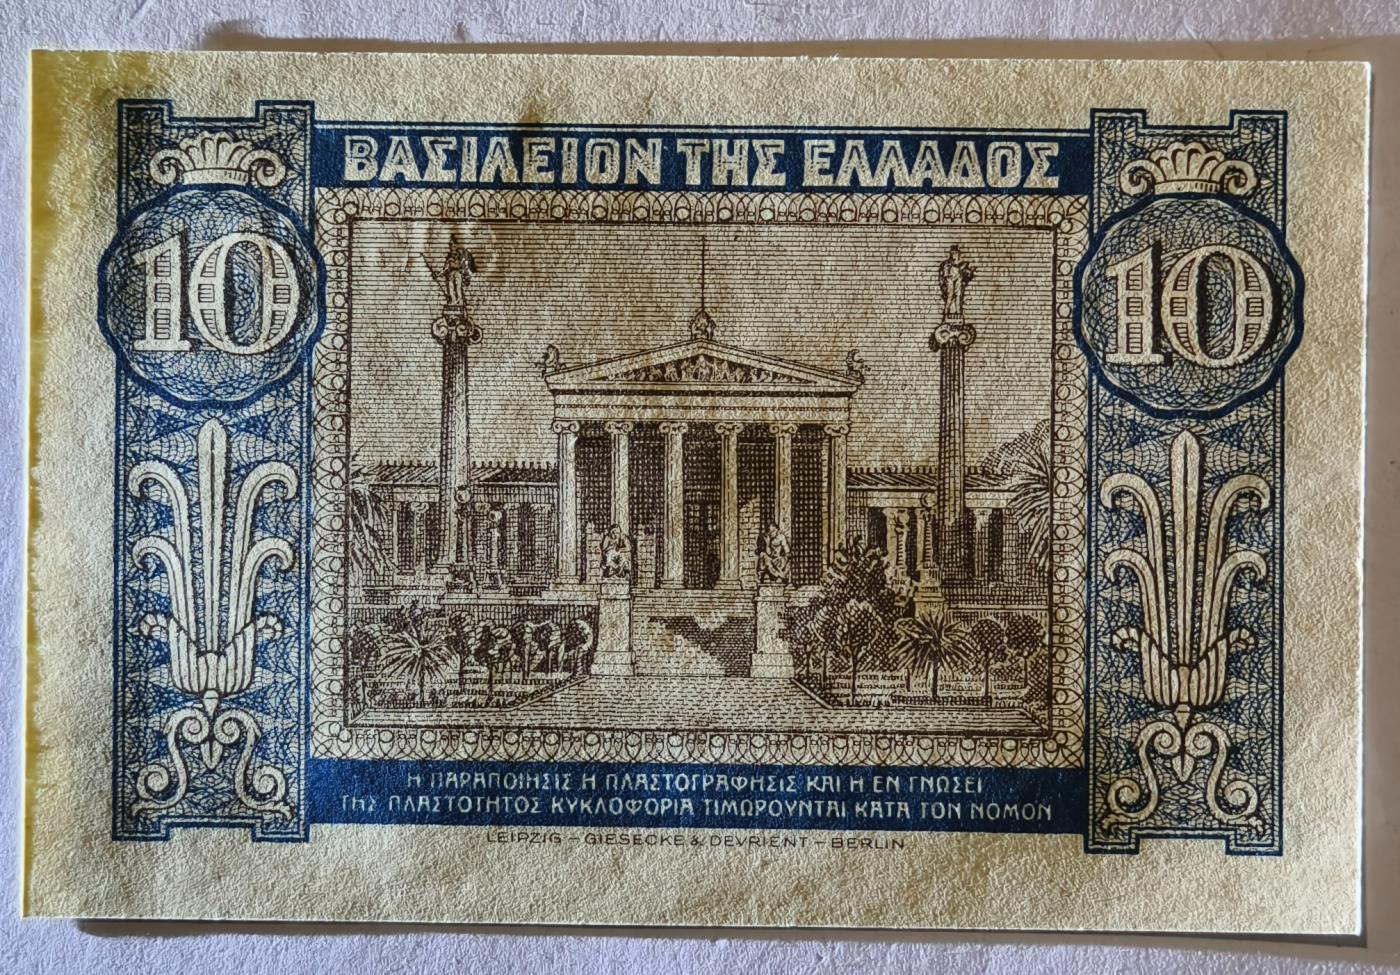 ΒΑΣΙΛΕΙΟΝ ΤΗΣ ΕΛΛΑΔΟΣ
10 10
Η ΠΑΡΑΠΟΙΗΣΙΣ Η ΠΛΑΣΤΟΓΡΑΦΗΣΙΣ ΚΑΙ Η ΕΝ ΓΝΩΣΕΙ
ΤΗΣ ΠΛΑΣΤΟΤΗΤΟΣ ΚΥΚΛΟΦΟΡΙΑ ΤΙΜΩΡΟΥΝΤΑΙ ΚΑΤΑ ΤΟΝ ΝΟΜΟΝ
LEIPZIG – GIESECKE & DEVRIENT – BERLIN